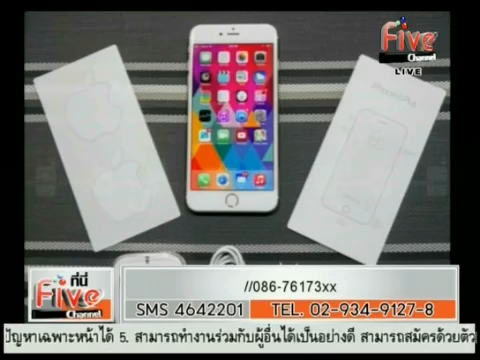 Five
Channel
LIVE
iPhone 6 Plus
ที่นี่
Five
Channel
//086-76173xx
SMS 4642201
TEL. 02-934-9127-8
ปัญหาเฉพาะหน้าได้ 5. สามารถทำงานร่วมกับผู้อื่นได้เป็นอย่างดี สามารถสมัครด้วยตัว